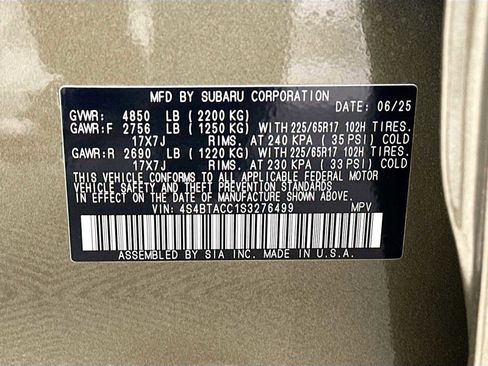 MFD BY SUBARU CORPORATION
DATE: 06/25
GVWR: 4850 LB ( 2200 KG)
GAWR:F 2756 LB ( 1250 KG) WITH 225/65R17 102H TIRES,
17X7J RIMS, AT 240 KPA ( 35 PSI) COLD
GAWR:R 2690 LB ( 1220 KG) WITH 225/65R17 102H TIRES,
17X7J RIMS, AT 230 KPA ( 33 PSI) COLD
THIS VEHICLE CONFORMS TO ALL APPLICABLE FEDERAL MOTOR
VEHICLE SAFETY AND THEFT PREVENTION STANDARDS IN
EFFECT ON THE DATE OF MANUFACTURE SHOWN ABOVE.
VIN: 4S4BTACC1S3276499 MPV
ASSEMBLED BY SIA INC. IN U.S.A.